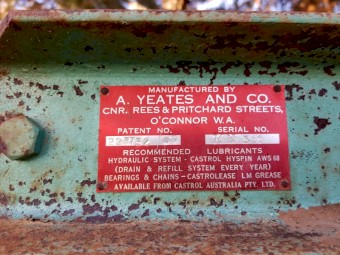 MANUFACTURED BY
A. YEATES AND CO.
CNR. REES & PRITCHARD STREETS,
O'CONNOR W.A.
PATENT NO. SERIAL NO.
RECOMMENDED LUBRICANTS
HYDRAULIC SYSTEM - CASTROL HYSPIN AWS 68
(DRAIN & REFILL SYSTEM EVERY YEAR)
BEARINGS & CHAINS - CASTROLEASE LM GREASE
AVAILABLE FROM CASTROL AUSTRALIA PTY. LTD.